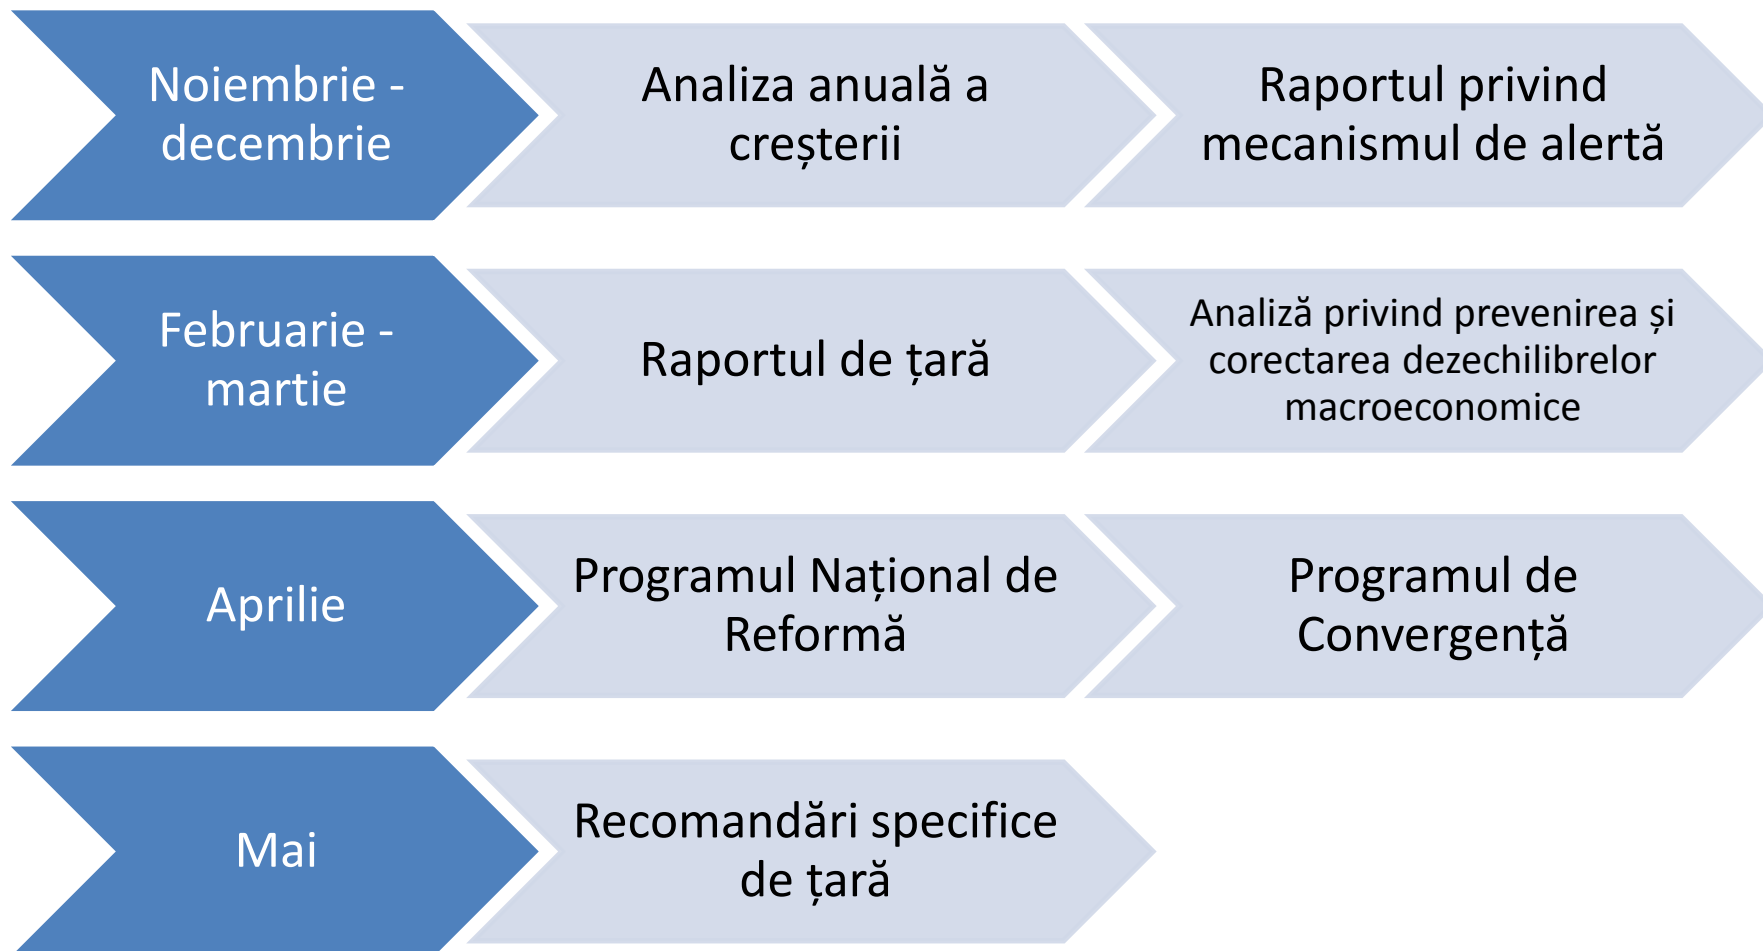 Noiembrie -
decembrie
Analiza anuală a
creșterii
Raportul privind
mecanismul de alertă
Februarie -
martie
Raportul de țară
Analiză privind prevenirea și
corectarea dezechilibrelor
macroeconomice
Aprilie
Programul Național de
Reformă
Programul de
Convergență
Mai
Recomandări specifice
de țară